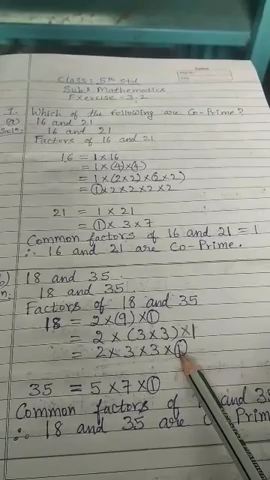 Class: 5th Std
Sub: Mathematics
Exercise - 3.2
1. Which of the following are Co-Prime?
(a) 16 and 21
Soln. 16 and 21
Factors of 16 and 21
16 = 1×16
= 1×(4)×(4)
= 1×(2×2)×(2×2)
= ①×2×2×2×2
21 = 1×21
= ①×3×7
Common factors of 16 and 21 = 1
∴ 16 and 21 are Co-Prime.
18 and 35
18 and 35
Factors of 18 and 35
18 = 2×(9)×①
= 2×(3×3)×1
= 2×3×3×①
35 = 5×7×①
Common factors of and
∴ 18 and 35 are Prime